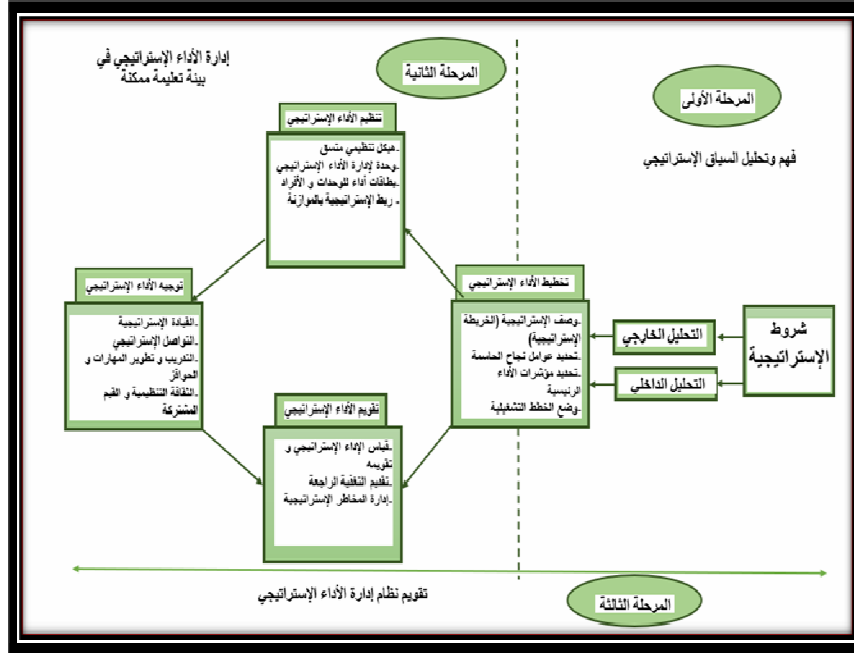 المرحلة الأولى
فهم وتحليل السياق الإستراتيجي
شروط
الإستراتيجية
التحليل الخارجي
التحليل الداخلي
المرحلة الثانية
إدارة الأداء الإستراتيجي في
بيئة تعليمة ممكنة
تخطيط الأداء الإستراتيجي
-وصف الإستراتيجية (الخريطة
الإستراتيجية)
-تحديد عوامل نجاح الحاسمة
-تحديد مؤشرات الأداء
الرئيسية
-وضع الخطط التشغيلية
تنظيم الأداء الإستراتيجي
-هيكل تنظيمي متسق
-وحدة لإدارة الأداء الإستراتيجي
-بطاقات أداء للوحدات و الأفراد
- ربط الإستراتيجية بالموازنة
توجيه الأداء الإستراتيجي
-القيادة الإستراتيجية
-التواصل الإستراتيجي
-التدريب و تطوير المهارات و
الحوافز
-الثقافة التنظيمية و القيم
المشتركة
تقويم الأداء الإستراتيجي
-قياس الإداء الإستراتيجي و
تقويمه
-تقديم التغذية الراجعة
-إدارة المخاطر الإستراتيجية
المرحلة الثالثة
تقويم نظام إدارة الأداء الإستراتيجي